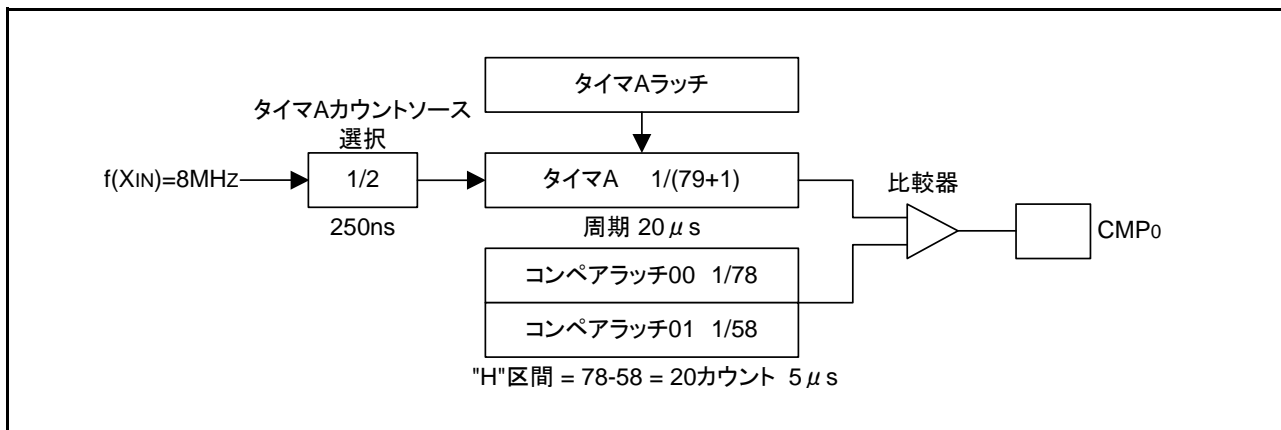 タイマAラッチ
タイマAカウントソース
選択
f(XIN)=8MHz
1/2
タイマA 1/(79+1)
比較器
250ns
周期 20μs
CMP0
コンペアラッチ00 1/78
コンペアラッチ01 1/58
"H"区間 = 78-58 = 20カウント 5μs